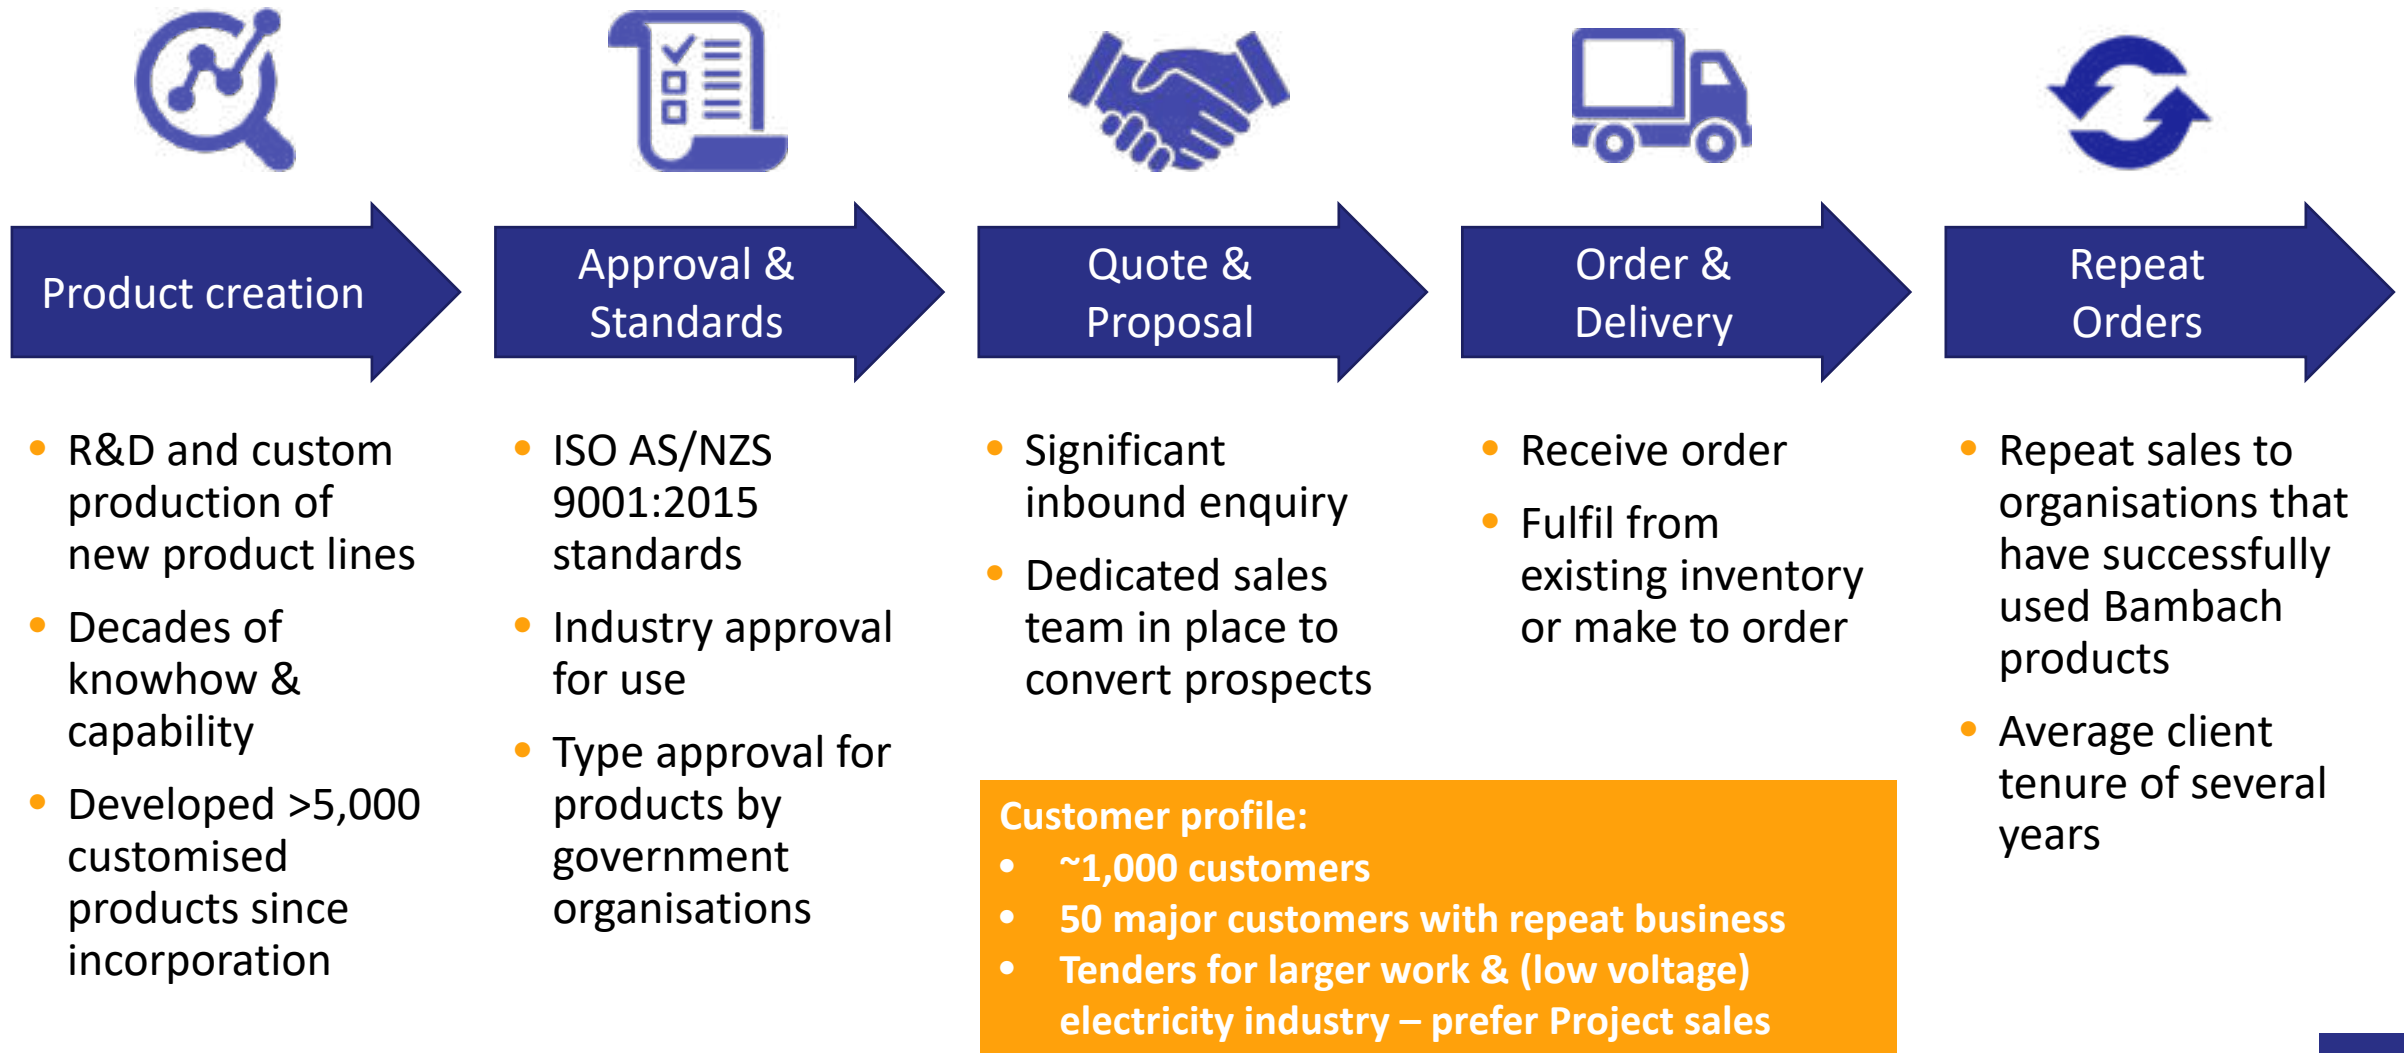 Product creation
Approval &
Standards
Quote &
Proposal
Order &
Delivery
Repeat
Orders
• R&D and custom
production of
new product lines
• Decades of
knowhow &
capability
• Developed >5,000
customised
products since
incorporation
• ISO AS/NZS
9001:2015
standards
• Industry approval
for use
• Type approval for
products by
government
organisations
• Significant
inbound enquiry
• Dedicated sales
team in place to
convert prospects
• Receive order
• Fulfil from
existing inventory
or make to order
• Repeat sales to
organisations that
have successfully
used Bambach
products
• Average client
tenure of several
years
Customer profile:
• ~1,000 customers
• 50 major customers with repeat business
• Tenders for larger work & (low voltage)
electricity industry – prefer Project sales